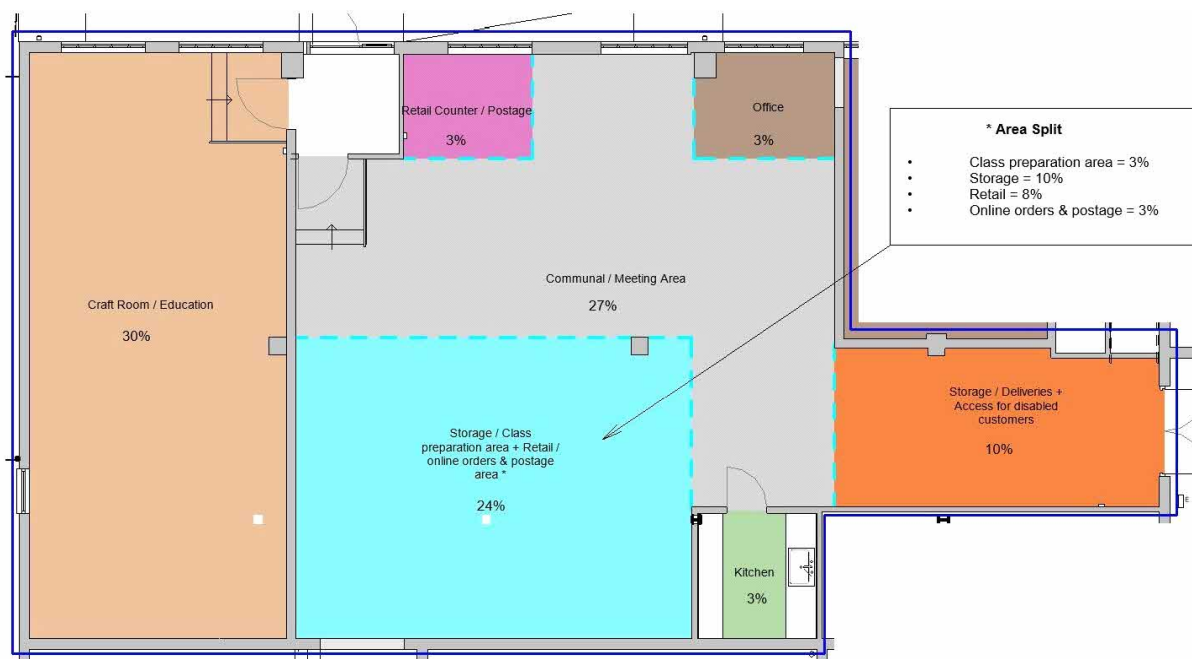 Retail Counter / Postage
3%
Office
3%
* Area Split
• Class preparation area = 3%
• Storage = 10%
• Retail = 8%
• Online orders & postage = 3%
Craft Room / Education
30%
Communal / Meeting Area
27%
Storage / Class
preparation area + Retail /
online orders & postage
area *
24%
Storage / Deliveries +
Access for disabled
customers
10%
E
Kitchen
3%